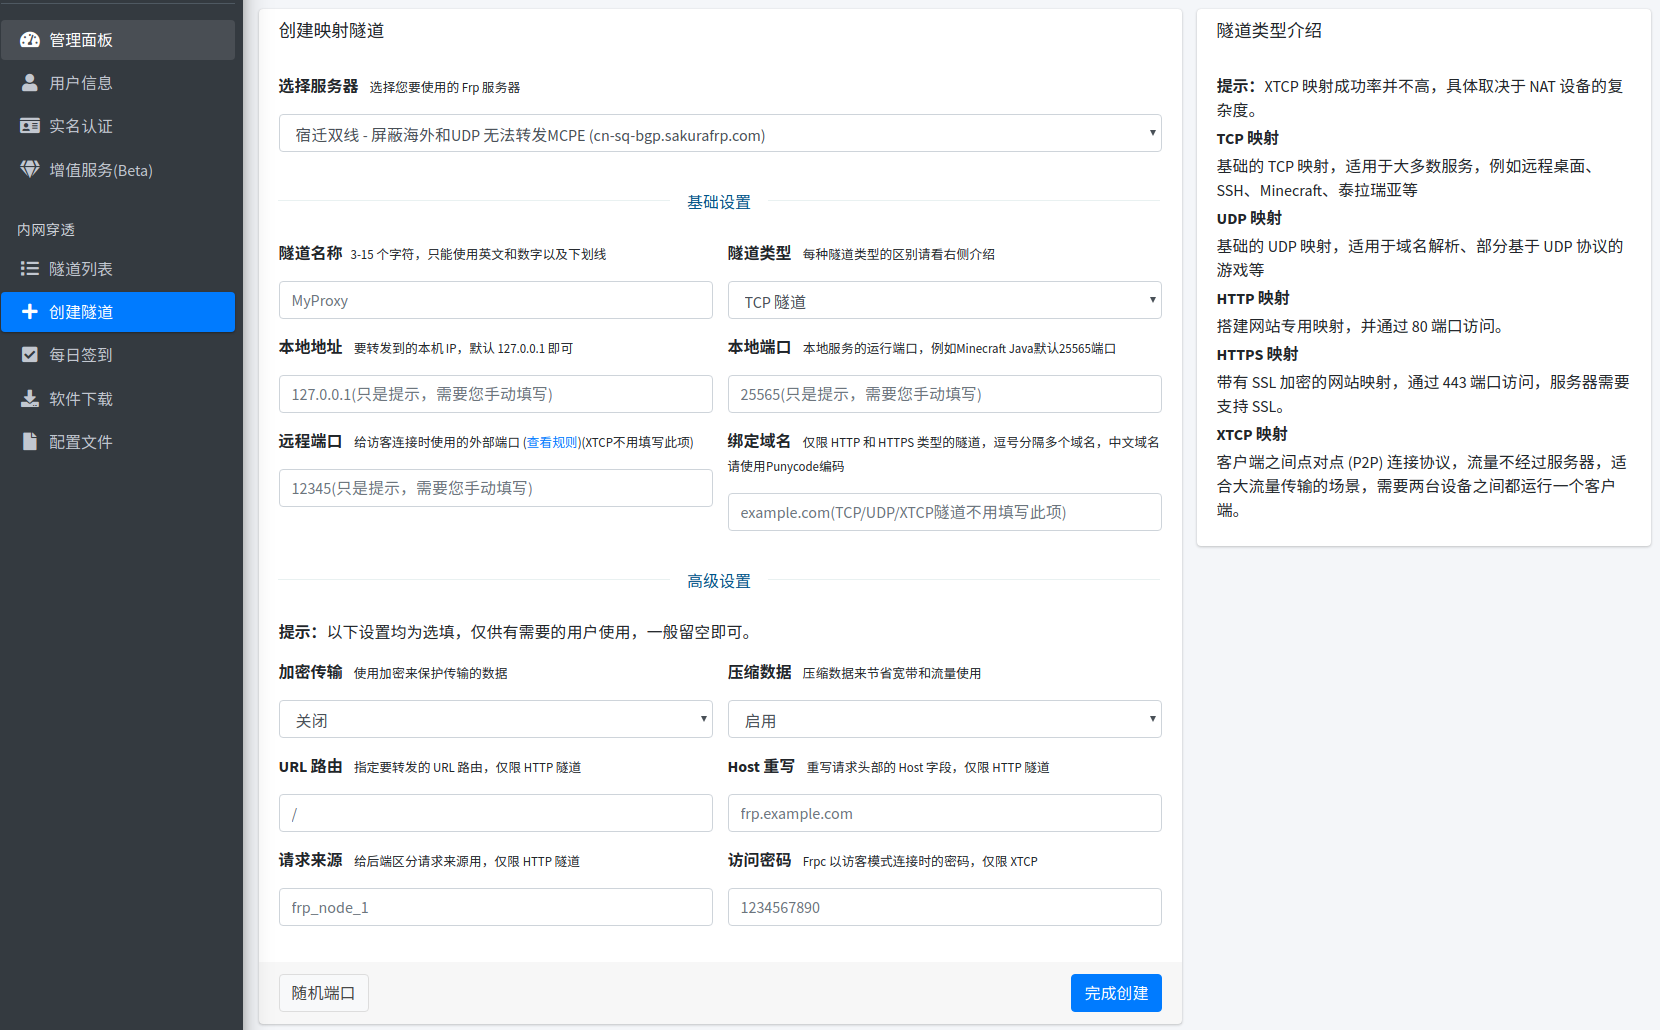 管理面板
用户信息
实名认证
增值服务(Beta)
内网穿透
隧道列表
创建隧道
每日签到
软件下载
配置文件
创建映射隧道
选择服务器 选择您要使用的 Frp 服务器
宿迁双线 - 屏蔽海外和UDP 无法转发MCPE (cn-sq-bgp.sakurafrp.com)
基础设置
隧道名称 3-15 个字符，只能使用英文和数字以及下划线
MyProxy
隧道类型 每种隧道类型的区别请看右侧介绍
TCP 隧道
本地地址 要转发到的本机 IP，默认 127.0.0.1 即可
127.0.0.1(只是提示，需要您手动填写)
本地端口 本地服务的运行端口，例如Minecraft Java默认25565端口
25565(只是提示，需要您手动填写)
远程端口 给访客连接时使用的外部端口 (查看规则)(XTCP不用填写此项)
12345(只是提示，需要您手动填写)
绑定域名 仅限 HTTP 和 HTTPS 类型的隧道，逗号分隔多个域名，中文域名
请使用Punycode编码
example.com(TCP/UDP/XTCP隧道不用填写此项)
高级设置
提示：以下设置均为选填，仅供有需要的用户使用，一般留空即可。
加密传输 使用加密来保护传输的数据
关闭
压缩数据 压缩数据来节省宽带和流量使用
启用
URL 路由 指定要转发的 URL 路由，仅限 HTTP 隧道
/
Host 重写 重写请求头部的 Host 字段，仅限 HTTP 隧道
frp.example.com
请求来源 给后端区分请求来源用，仅限 HTTP 隧道
frp_node_1
访问密码 Frpc 以访客模式连接时的密码，仅限 XTCP
1234567890
随机端口
完成创建
隧道类型介绍
提示：XTCP 映射成功率并不高，具体取决于 NAT 设备的复
杂度。
TCP 映射
基础的 TCP 映射，适用于大多数服务，例如远程桌面、
SSH、Minecraft、泰拉瑞亚等
UDP 映射
基础的 UDP 映射，适用于域名解析、部分基于 UDP 协议的
游戏等
HTTP 映射
搭建网站专用映射，并通过 80 端口访问。
HTTPS 映射
带有 SSL 加密的网站映射，通过 443 端口访问，服务器需要
支持 SSL。
XTCP 映射
客户端之间点对点 (P2P) 连接协议，流量不经过服务器，适
合大流量传输的场景，需要两台设备之间都运行一个客户
端。